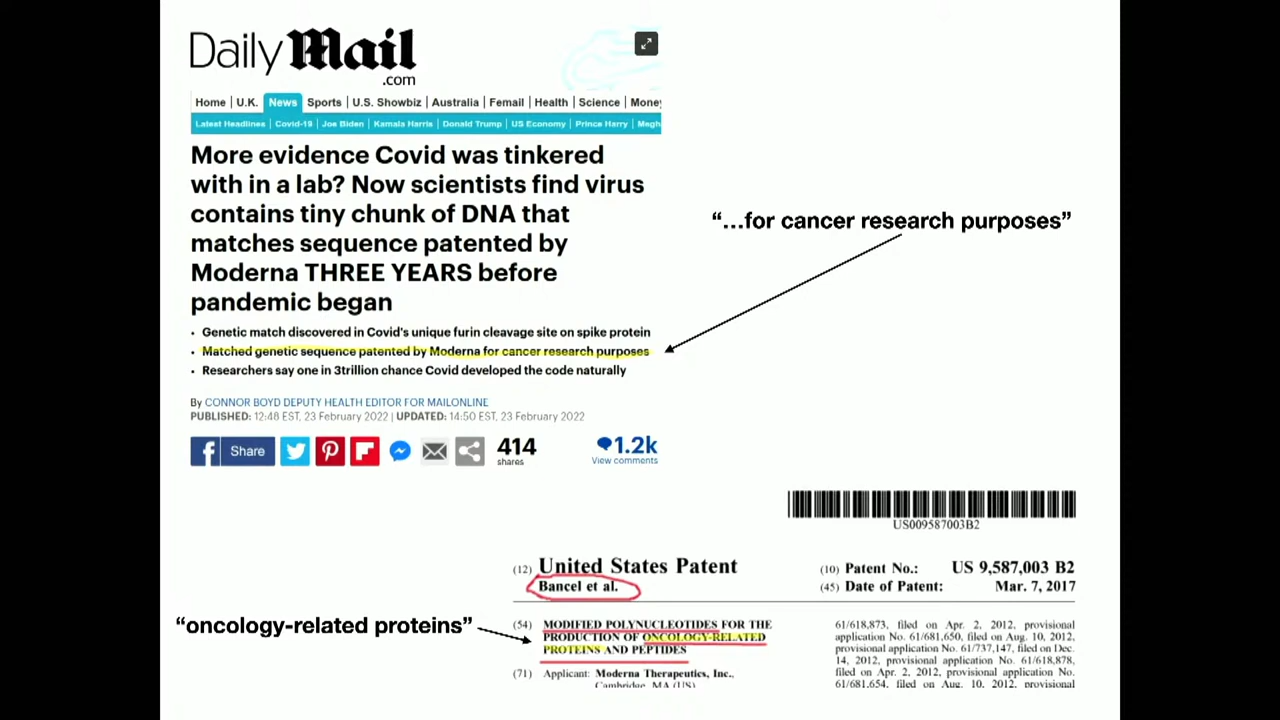 Daily Mail
.com
Home | U.K. News Sports | U.S. Showbiz | Australia | Femail | Health | Science | Money
Latest Headlines | Covid-19 | Joe Biden | Kamala Harris | Donald Trump | US Economy | Prince Harry | Megh
More evidence Covid was tinkered
with in a lab? Now scientists find virus
contains tiny chunk of DNA that
matches sequence patented by
Moderna THREE YEARS before
pandemic began
• Genetic match discovered in Covid's unique furin cleavage site on spike protein
• Matched genetic sequence patented by Moderna for cancer research purposes
• Researchers say one in 3trillion chance Covid developed the code naturally
By CONNOR BOYD DEPUTY HEALTH EDITOR FOR MAILONLINE
PUBLISHED: 12:48 EST, 23 February 2022 | UPDATED: 14:50 EST, 23 February 2022
Share
414
shares
1.2k
View comments
“...for cancer research purposes”
US009587003B2
(12) United States Patent
Bancel et al.
(10) Patent No.: US 9,587,003 B2
(45) Date of Patent: Mar. 7, 2017
“oncology-related proteins”
(54) MODIFIED POLYNUCLEOTIDES FOR THE
PRODUCTION OF ONCOLOGY-RELATED
PROTEINS AND PEPTIDES
(71) Applicant: Moderna Therapeutics, Inc.,
Cambridge, MA (US)
61/618,873, filed on Apr. 2, 2012, provisional
application No. 61/681,650, filed on Aug. 10, 2012,
provisional application No. 61/737,147, filed on Dec.
14, 2012, provisional application No. 61/618,878,
filed on Apr. 2, 2012, provisional application No.
61/681,654, filed on Aug. 10, 2012, provisional